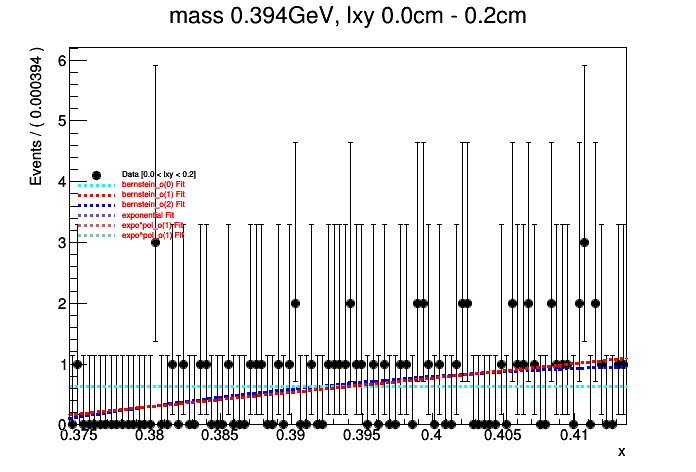 mass 0.394GeV, lxy 0.0cm - 0.2cm
Events / ( 0.000394 )
6
5
4
3
2
1
0
Data [0.0 < lxy < 0.2]
bernstein_o(0) Fit
bernstein_o(1) Fit
bernstein_o(2) Fit
exponential Fit
expo*pol_o(1) Fit
expo^pol_o(1) Fit
0.375 0.38 0.385 0.39 0.395 0.4 0.405 0.41
x